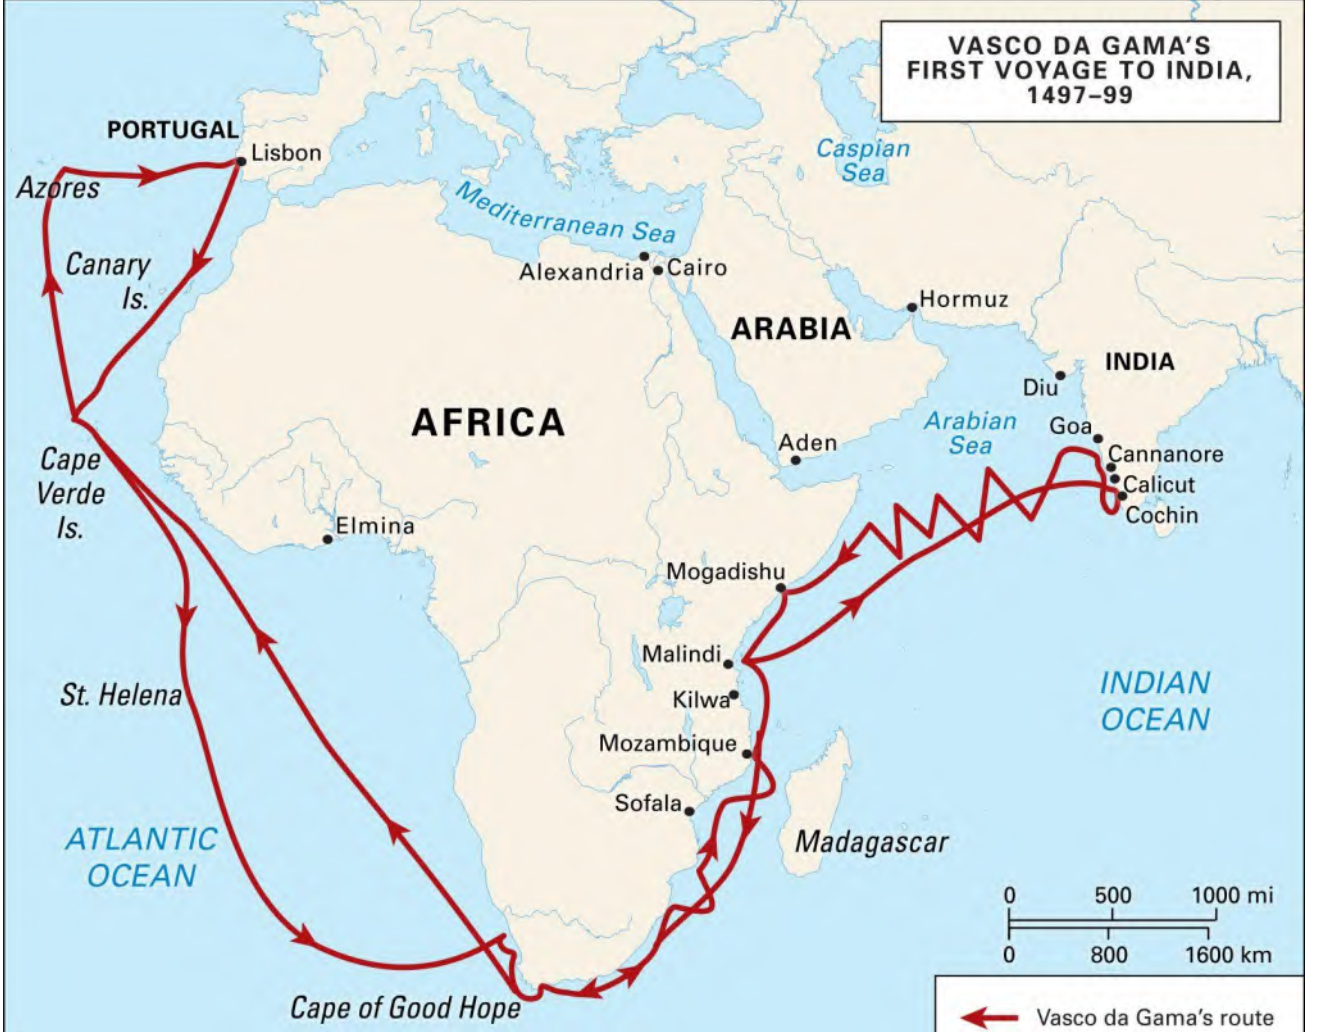 VASCO DA GAMA'S
FIRST VOYAGE TO INDIA,
1497–99
PORTUGAL
Lisbon
Azores
Canary
Is.
Cape
Verde
Is.
Mediterranean Sea
Caspian
Sea
Alexandria
Cairo
Hormuz
ARABIA
INDIA
Diu
AFRICA
Arabian
Sea
Goa
Aden
Cannanore
Calicut
Cochin
Elmina
Mogadishu
Malindi
Kilwa
St. Helena
INDIAN
OCEAN
Mozambique
Sofala
Madagascar
ATLANTIC
OCEAN
Cape of Good Hope
0 500 1000 mi
0 800 1600 km
Vasco da Gama's route